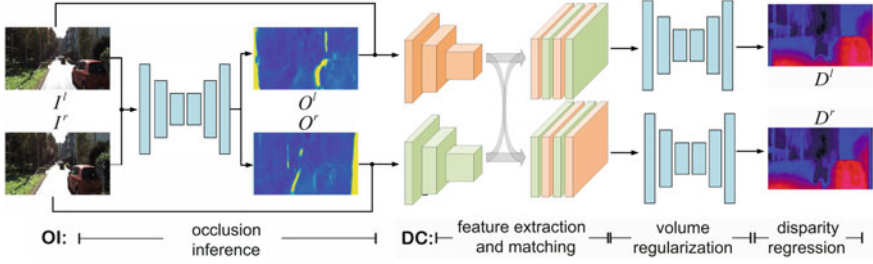 I^l
I^r
O^l
O^r
D^l
D^r
OI:
occlusion
inference
DC:
feature extraction
and matching
volume
regularization
disparity
regression